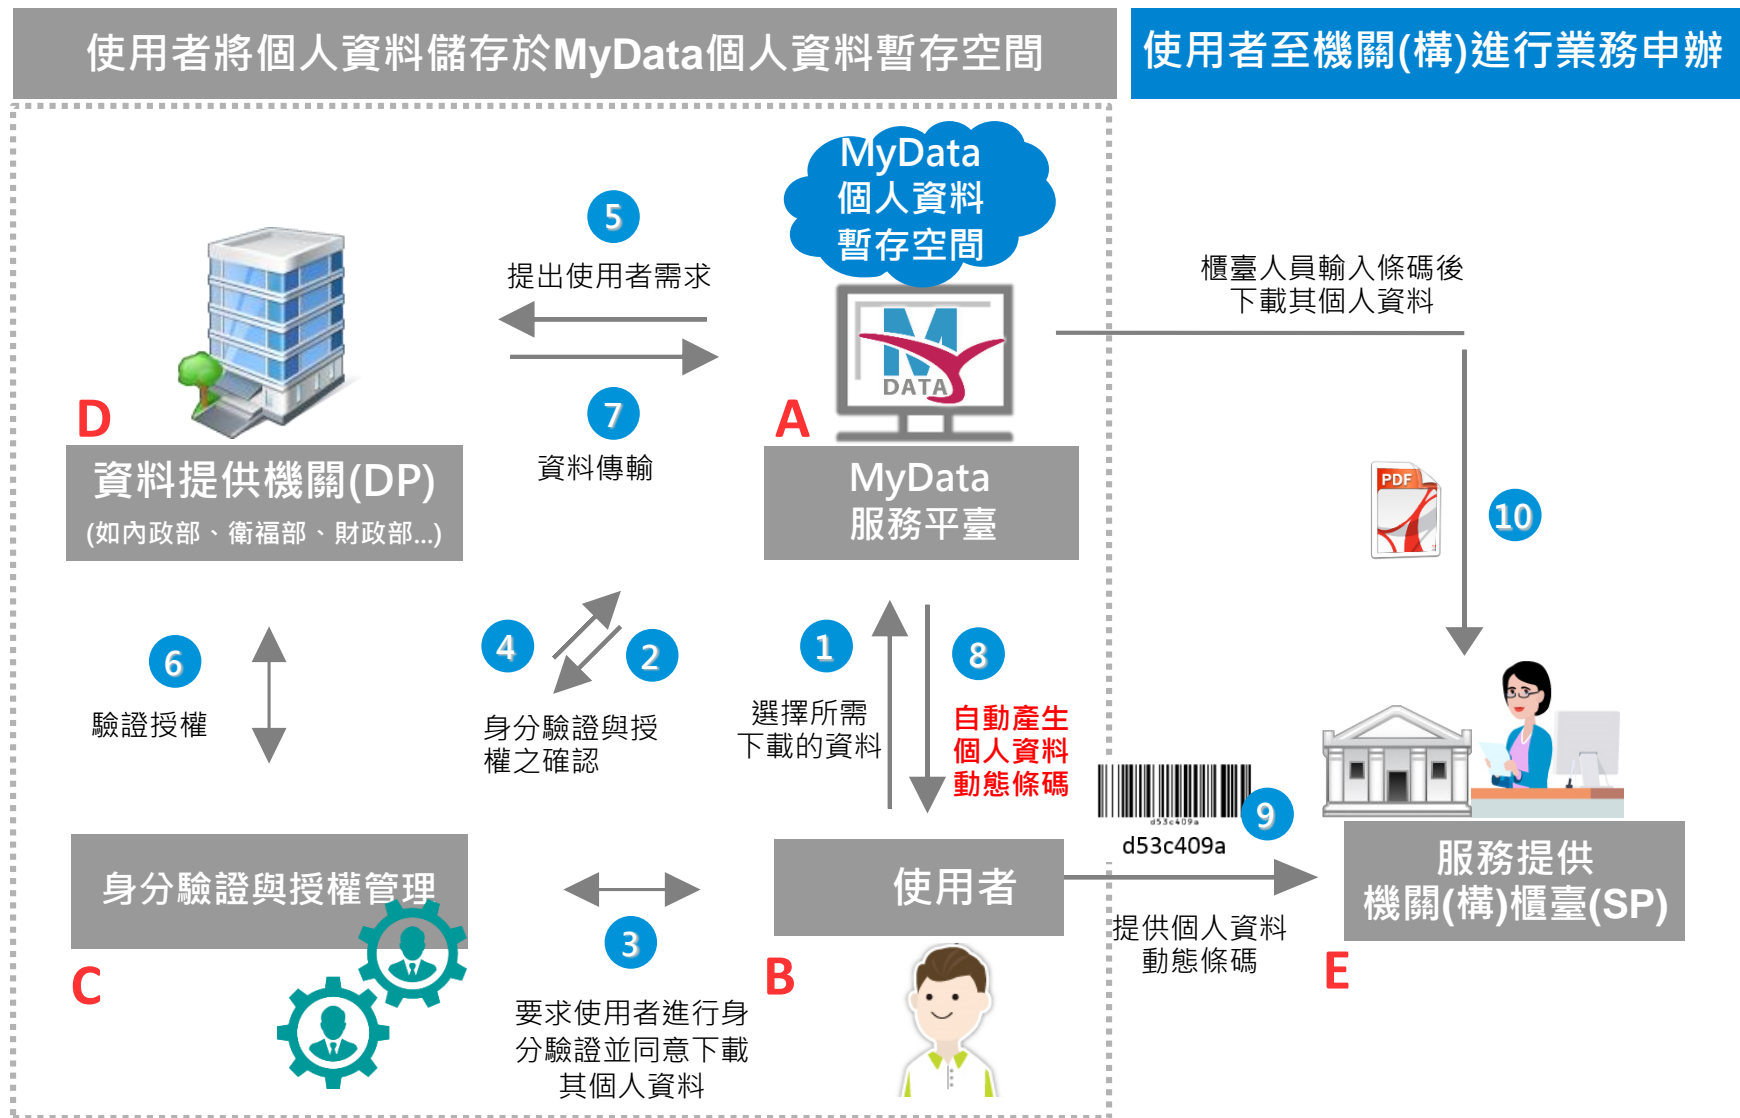 使用者將個人資料儲存於MyData個人資料暫存空間
使用者至機關(構)進行業務申辦
MyData
個人資料
暫存空間
5
提出使用者需求
櫃臺人員輸入條碼後
下載其個人資料
M
DATA
D
7
A
資料傳輸
資料提供機關(DP)
(如內政部、衛福部、財政部...)
MyData
服務平臺
PDF
10
6
驗證授權
4
2
身分驗證與授
權之確認
1
選擇所需
下載的資料
8
自動產生
個人資料
動態條碼
d53c409a
9
d53c409a
身分驗證與授權管理
使用者
服務提供
機關(構)櫃臺(SP)
3
提供個人資料
動態條碼
C
B
E
要求使用者進行身
分驗證並同意下載
其個人資料